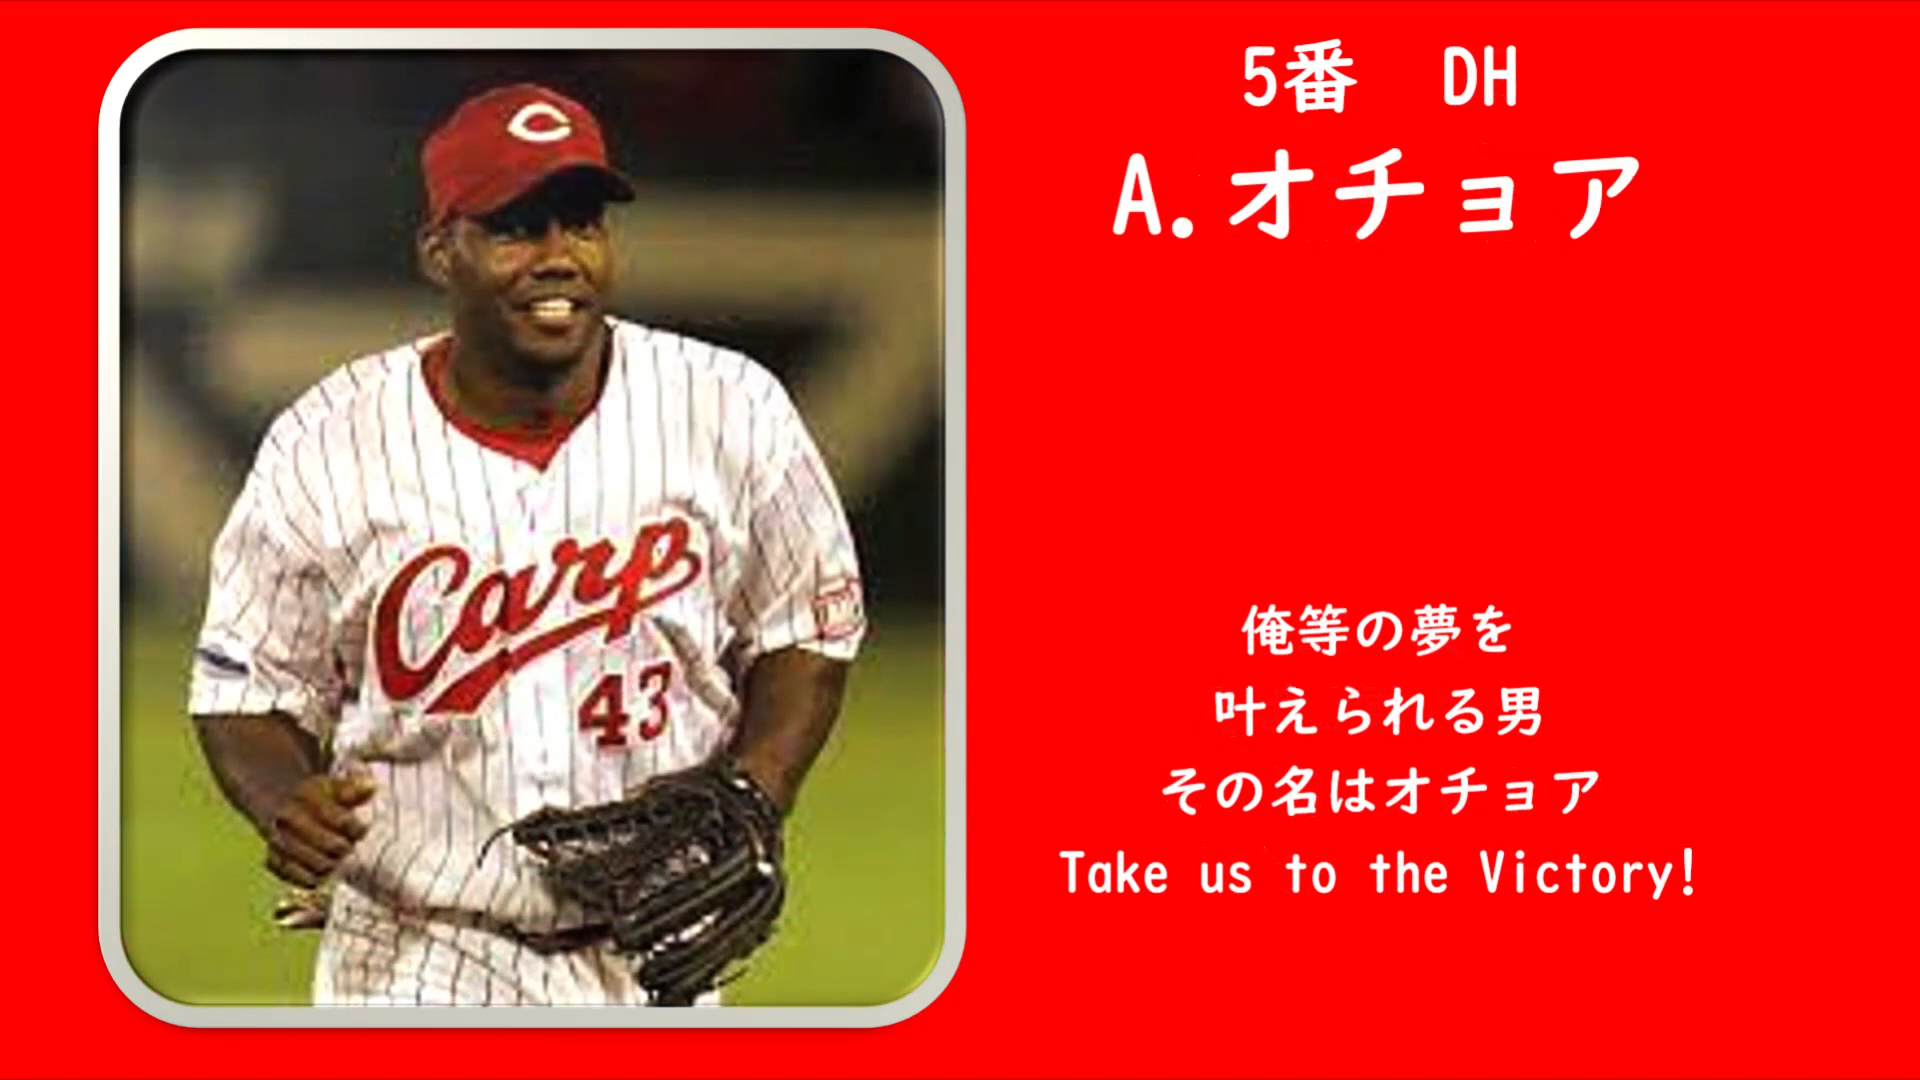 5番　DH
A.オチョア
俺等の夢を
叶えられる男
その名はオチョア
Take us to the Victory!
C
Carp
43